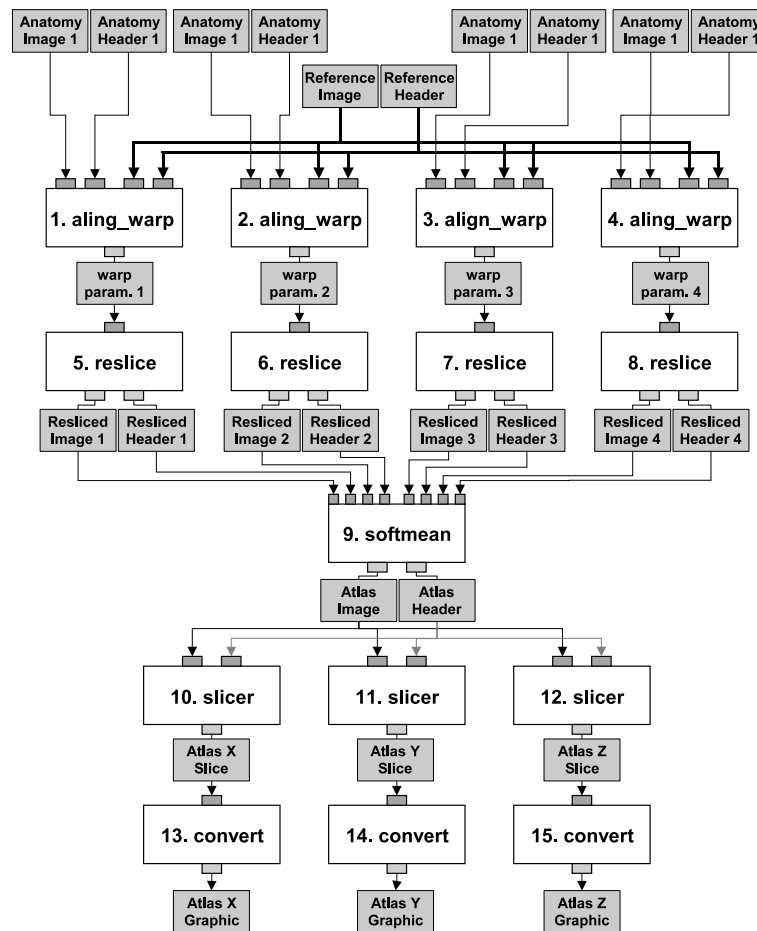 Anatomy
Image 1
Anatomy
Header 1
Anatomy
Image 1
Anatomy
Header 1
Anatomy
Image 1
Anatomy
Header 1
Anatomy
Image 1
Anatomy
Header 1
Reference
Image
Reference
Header
1. aling_warp
2. aling_warp
3. align_warp
4. aling_warp
warp
param. 1
warp
param. 2
warp
param. 3
warp
param. 4
5. reslice
6. reslice
7. reslice
8. reslice
Resliced
Image 1
Resliced
Header 1
Resliced
Image 2
Resliced
Header 2
Resliced
Image 3
Resliced
Header 3
Resliced
Image 4
Resliced
Header 4
9. softmean
Atlas
Image
Atlas
Header
10. slicer
11. slicer
12. slicer
Atlas X
Slice
Atlas Y
Slice
Atlas Z
Slice
13. convert
14. convert
15. convert
Atlas X
Graphic
Atlas Y
Graphic
Atlas Z
Graphic